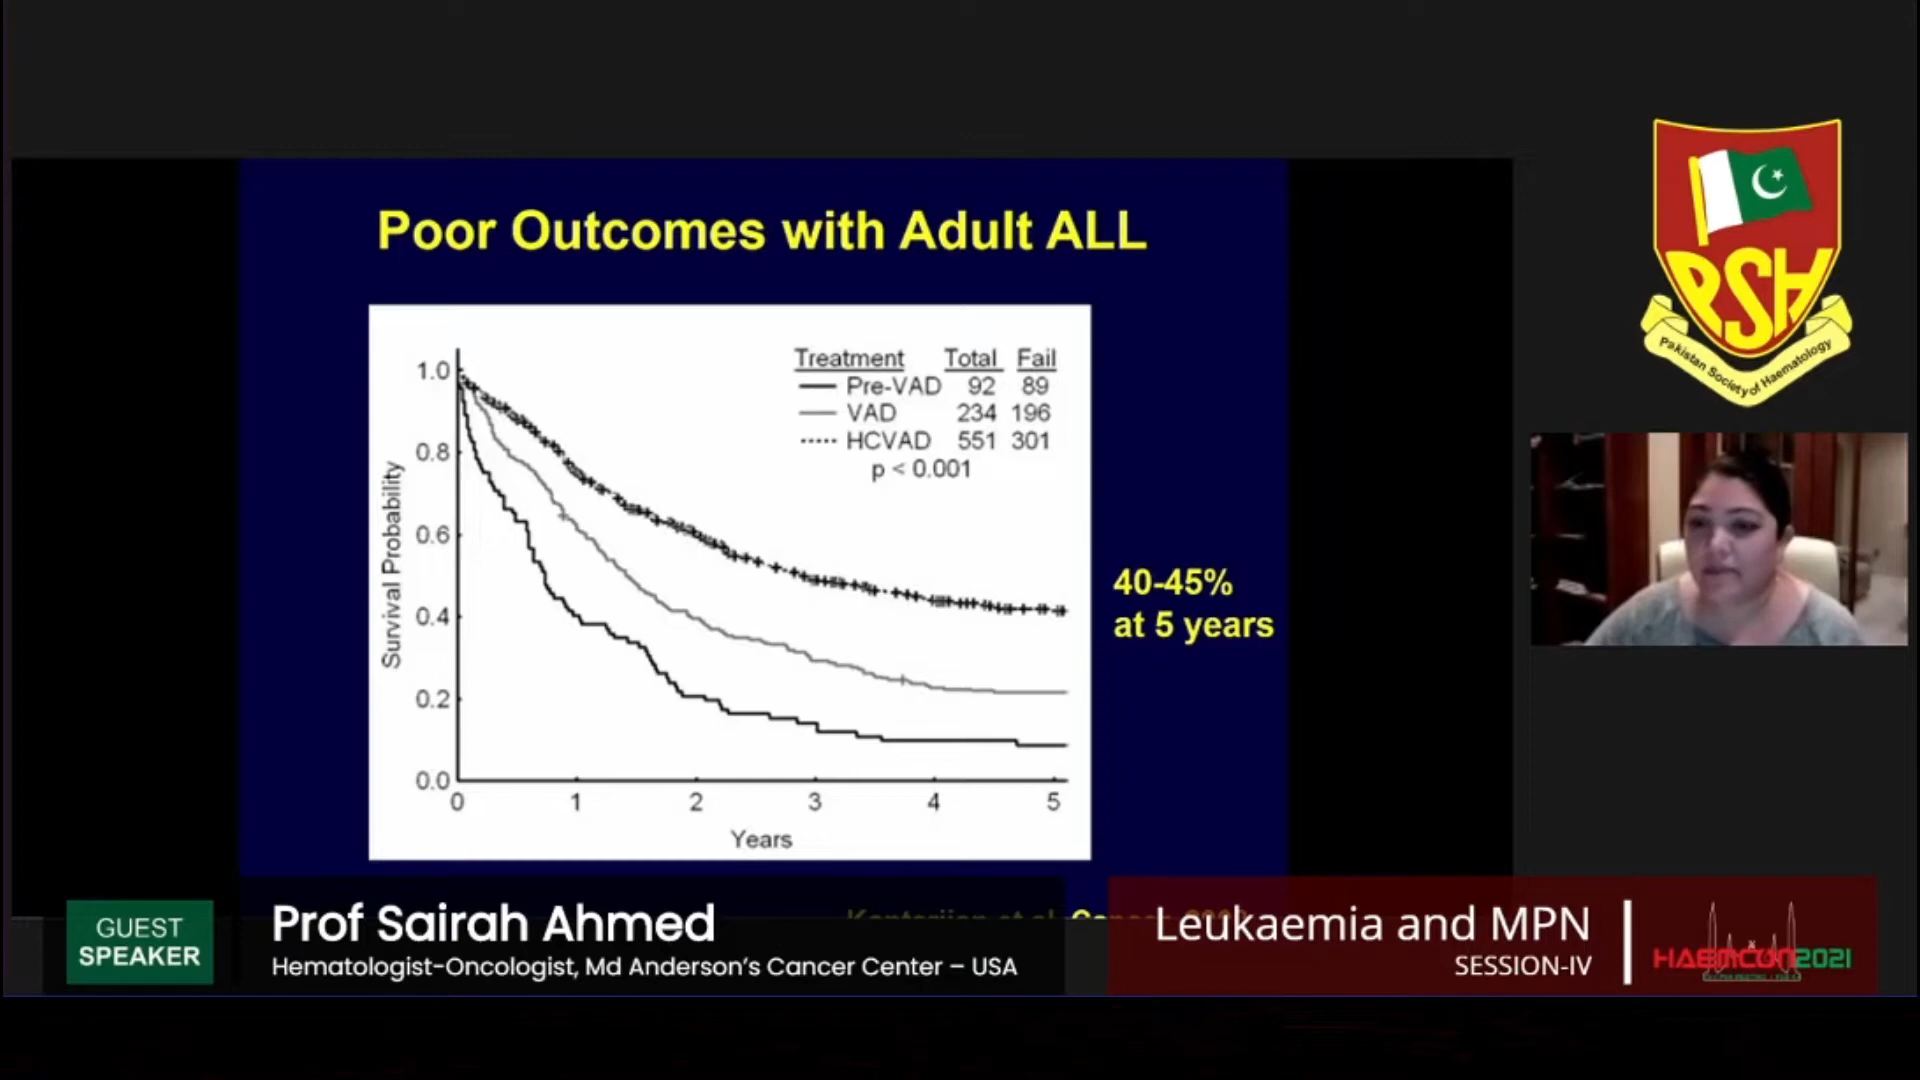 Poor Outcomes with Adult ALL
Treatment Total Fail
Pre-VAD 92 89
VAD 234 196
HCVAD 551 301
p < 0.001
1.0
0.8
0.6
0.4
0.2
0.0
Survival Probability
0 1 2 3 4 5
Years
40-45%
at 5 years
PSH
Pakistan Society of Haematology
GUEST
SPEAKER
Prof Sairah Ahmed
Hematologist-Oncologist, Md Anderson's Cancer Center – USA
Leukaemia and MPN
SESSION-IV
HAEMCON2021